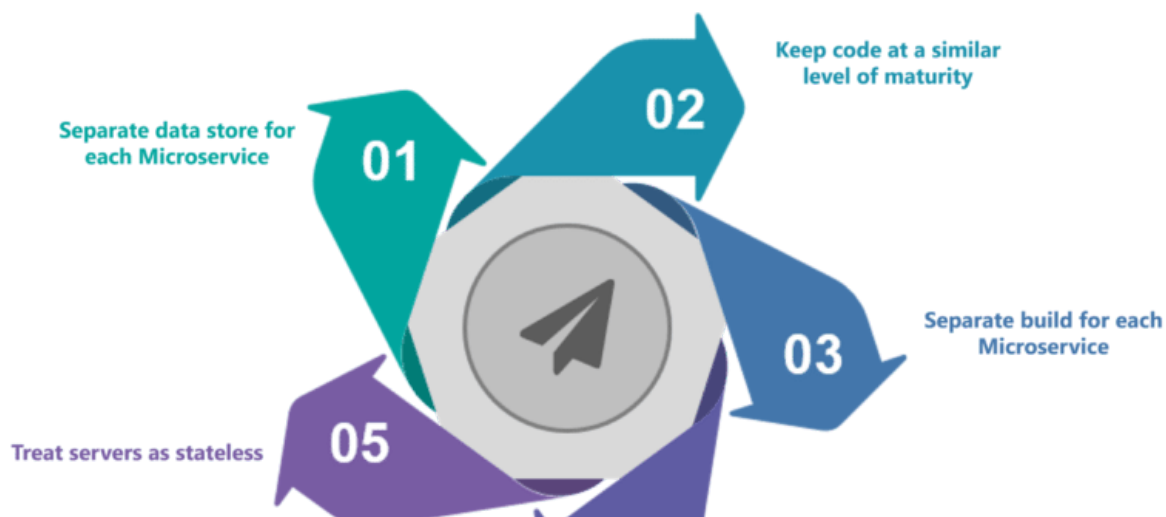 Keep code at a similar
level of maturity
02
Separate data store for
each Microservice
01
Separate build for each
Microservice
03
Treat servers as stateless
05